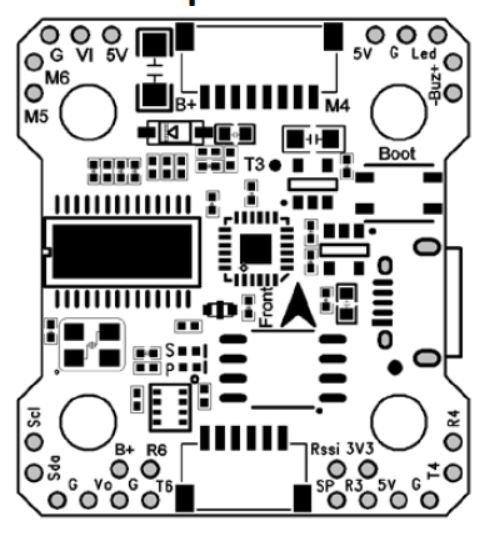 G VI 5V
M6
M5
B+
M4
5V G Led
-Buz+
T3
Boot
Front
S
P
Scl
Sda
G Vo G T6
B+ R6
Rssi 3V3
SP R3 5V G T4
R4